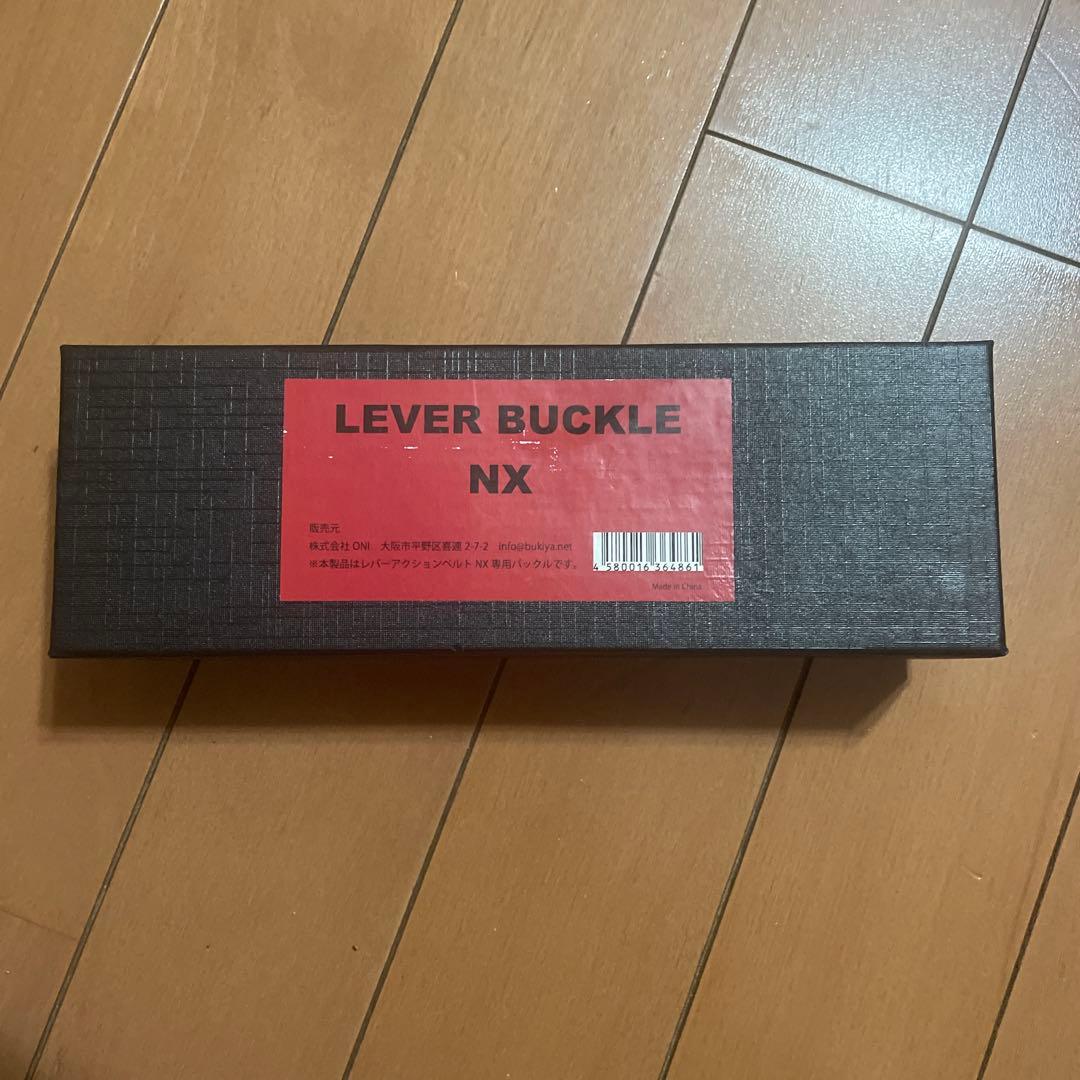 LEVER BUCKLE
NX
販売元
株式会社 ONI 大阪市平野区喜連 2-7-2 info@bukiya.net
※本製品はレバーアクションベルト NX 専用バックルです。
4 580016 364861
Made in China